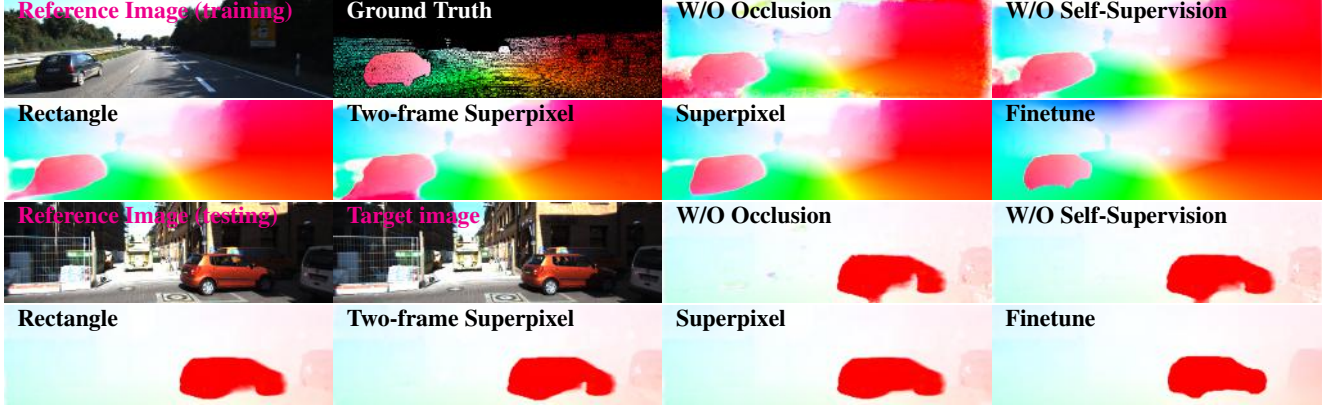 Reference Image (training)
Ground Truth
W/O Occlusion
W/O Self-Supervision
Rectangle
Two-frame Superpixel
Superpixel
Finetune
Reference Image (testing)
Target image
W/O Occlusion
W/O Self-Supervision
Rectangle
Two-frame Superpixel
Superpixel
Finetune